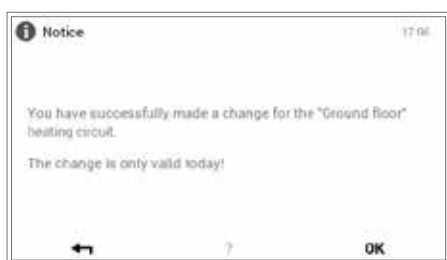 Notice
17:06
You have successfully made a change for the "Ground floor"
heating circuit.
The change is only valid today!
?
OK